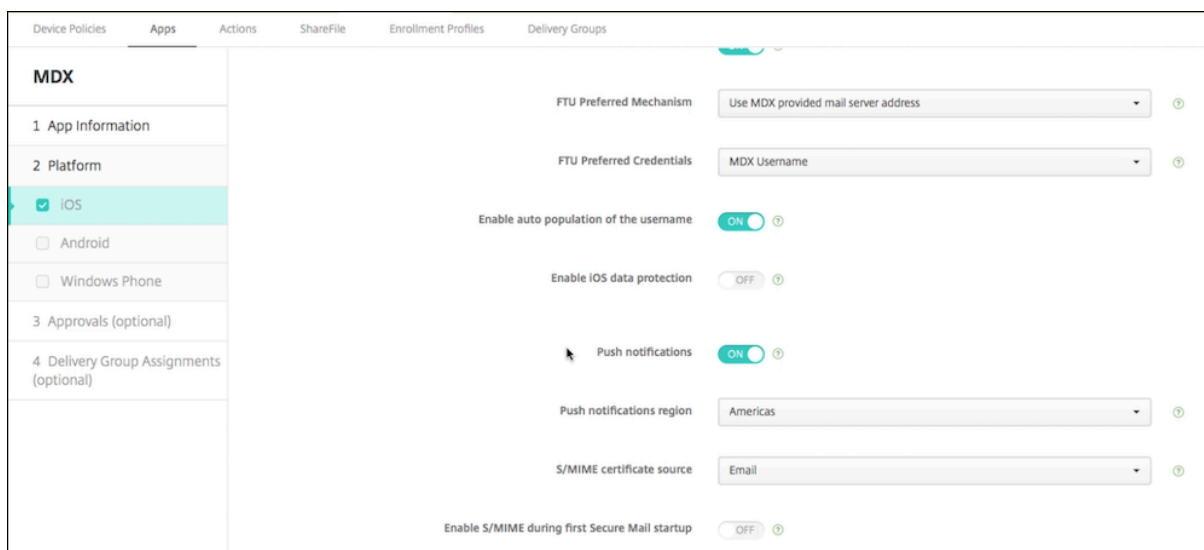 Device Policies Apps Actions ShareFile Enrollment Profiles Delivery Groups
MDX
1 App Information
2 Platform
iOS
Android
Windows Phone
3 Approvals (optional)
4 Delivery Group Assignments
(optional)
FTU Preferred Mechanism Use MDX provided mail server address
FTU Preferred Credentials MDX Username
Enable auto population of the username ON
Enable iOS data protection OFF
Push notifications ON
Push notifications region Americas
S/MIME certificate source Email
Enable S/MIME during first Secure Mail startup OFF